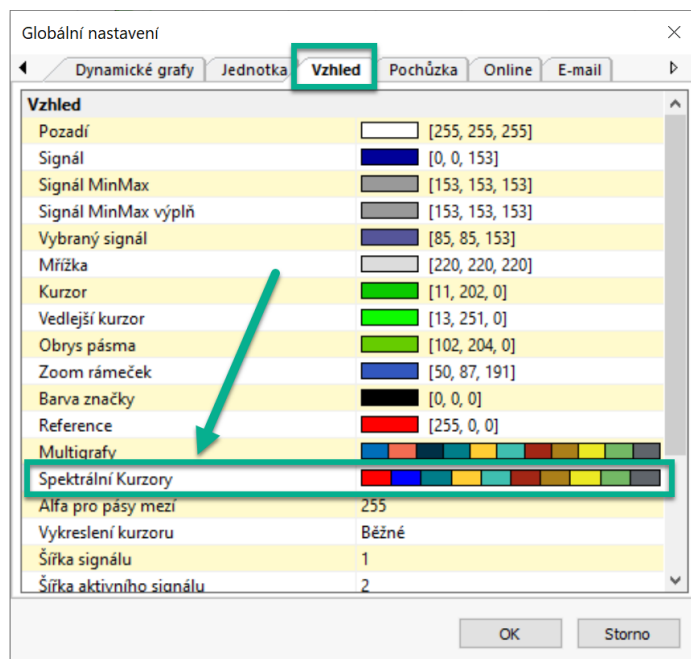 Globální nastavení
Dynamické grafy Jednotka Vzhled Pochůzka Online E-mail
Vzhled
Pozadí [255, 255, 255]
Signál [0, 0, 153]
Signál MinMax [153, 153, 153]
Signál MinMax výplň [153, 153, 153]
Vybraný signál [85, 85, 153]
Mřížka [220, 220, 220]
Kurzor [11, 202, 0]
Vedlejší kurzor [13, 251, 0]
Obrys pásma [102, 204, 0]
Zoom rámeček [50, 87, 191]
Barva značky [0, 0, 0]
Reference [255, 0, 0]
Multigrafy
Spektrální Kurzory
Alfa pro pásy mezí 255
Vykreslení kurzoru Běžné
Šířka signálu 1
Šířka aktivního signálu 2
OK Storno